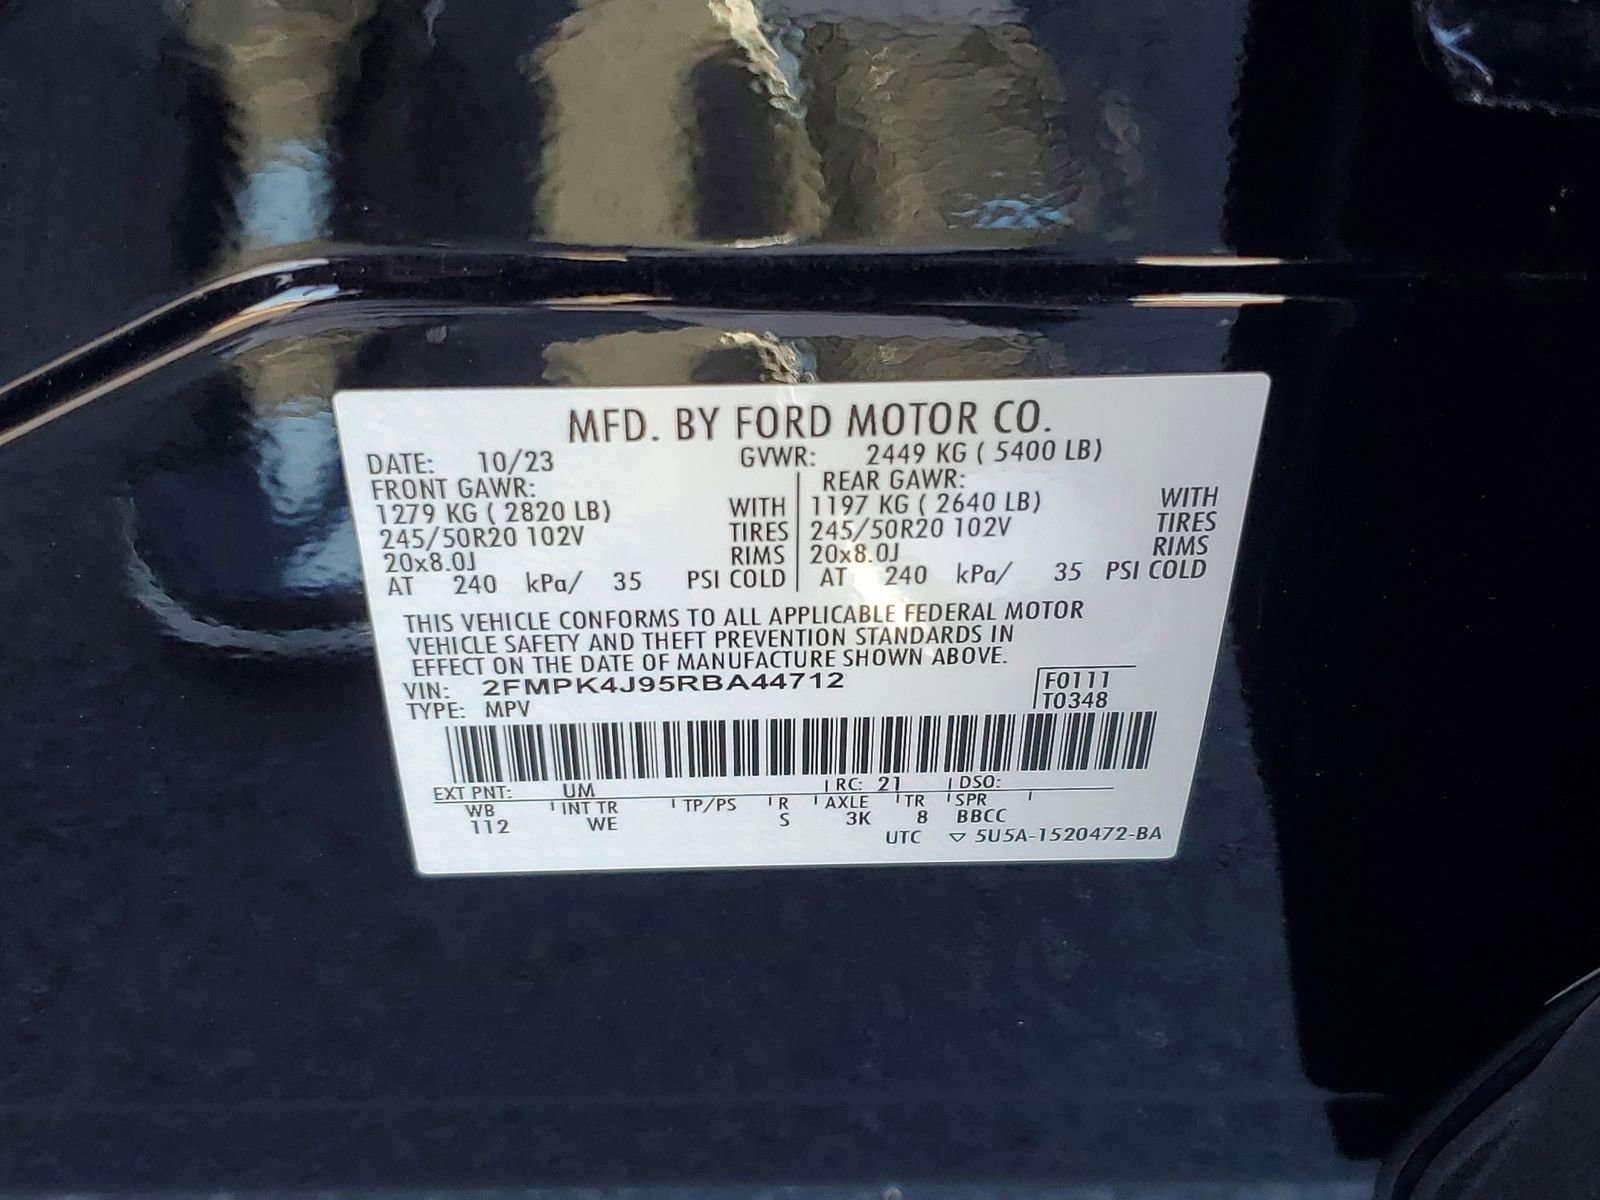 MFD. BY FORD MOTOR CO.
DATE: 10/23 GVWR: 2449 KG ( 5400 LB)
FRONT GAWR: REAR GAWR:
1279 KG ( 2820 LB) WITH 1197 KG ( 2640 LB) WITH
245/50R20 102V TIRES 245/50R20 102V TIRES
20x8.0J RIMS 20x8.0J RIMS
AT 240 kPa/ 35 PSI COLD AT 240 kPa/ 35 PSI COLD
THIS VEHICLE CONFORMS TO ALL APPLICABLE FEDERAL MOTOR
VEHICLE SAFETY AND THEFT PREVENTION STANDARDS IN
EFFECT ON THE DATE OF MANUFACTURE SHOWN ABOVE.
VIN: 2FMPK4J95RBA44712 F0111
TYPE: MPV T0348
EXT PNT: UM RC: 21 DSO:
WB INT TR TP/PS R AXLE TR SPR
112 WE S 3K 8 BBCC
UTC ▽ 5U5A-1520472-BA